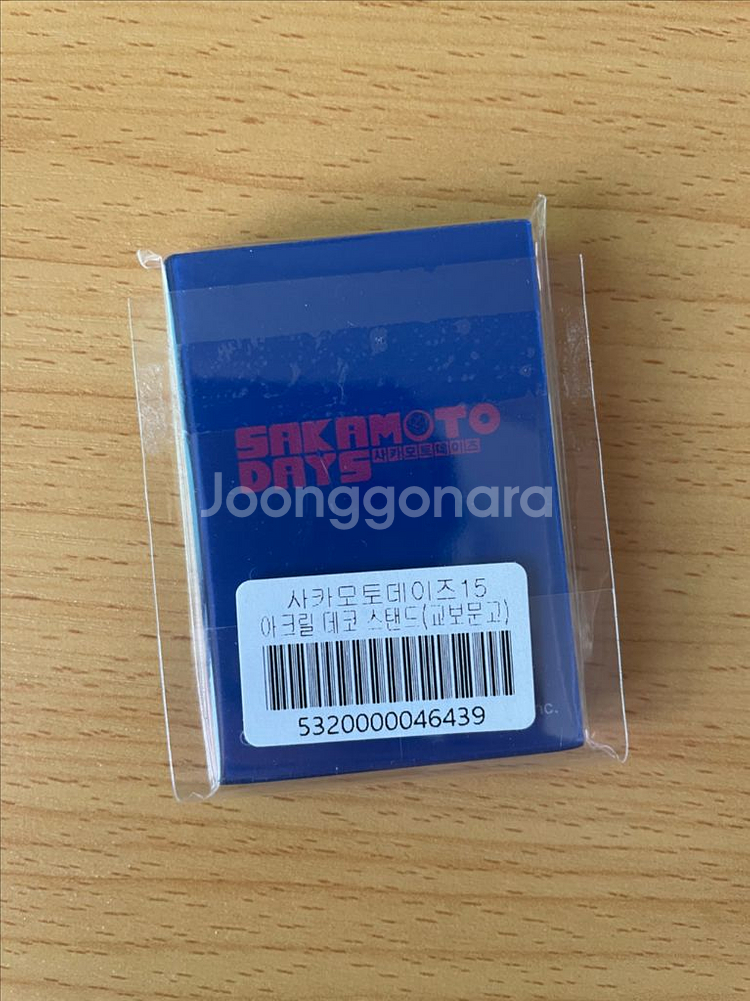 SAKAMOTO
DAYS 사카모토데이즈
Joonggonara
사카모토데이즈15
아크릴 데코 스탠드(교보문고)
5320000046439
nc.